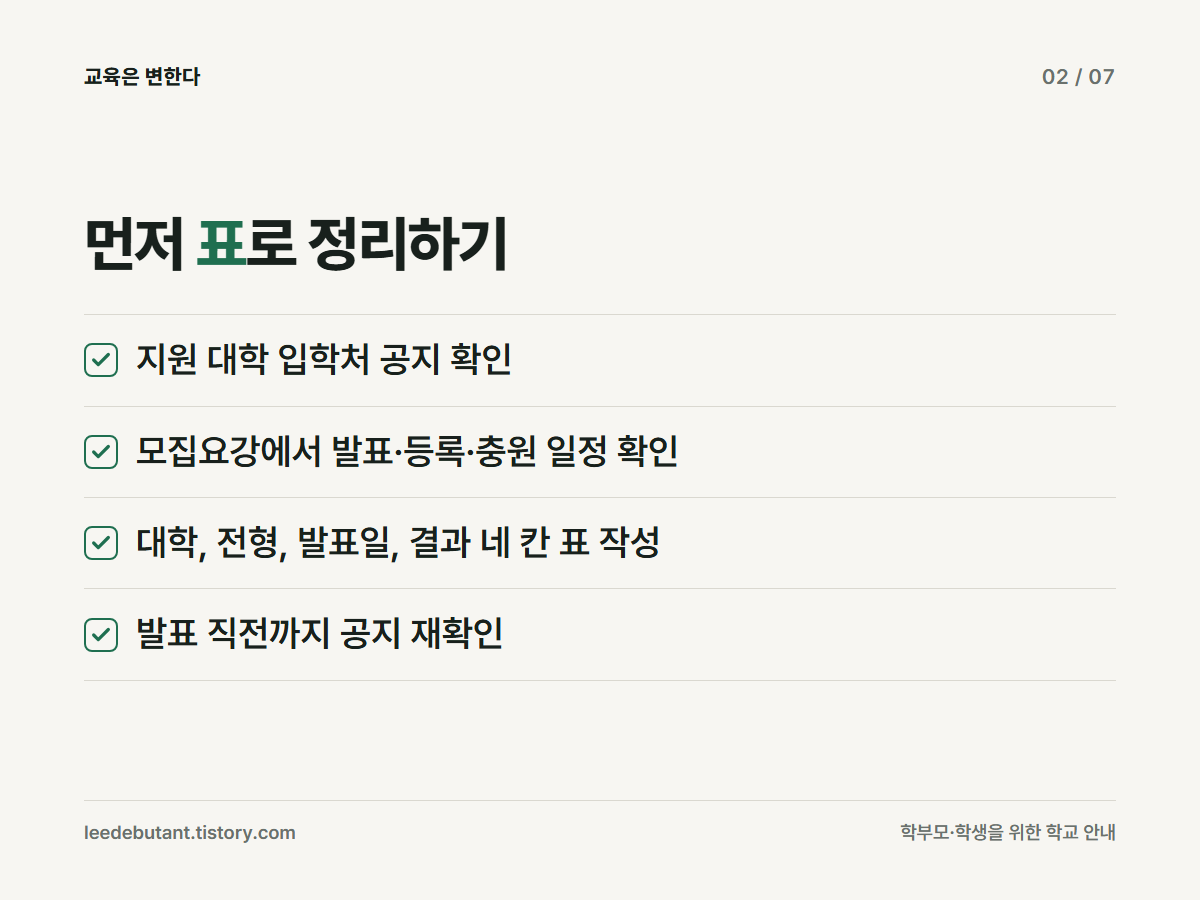 교육은 변한다
02 / 07
먼저 표로 정리하기
지원 대학 입학처 공지 확인
모집요강에서 발표·등록·충원 일정 확인
대학, 전형, 발표일, 결과 네 칸 표 작성
발표 직전까지 공지 재확인
leedebutant.tistory.com
학부모·학생을 위한 학교 안내